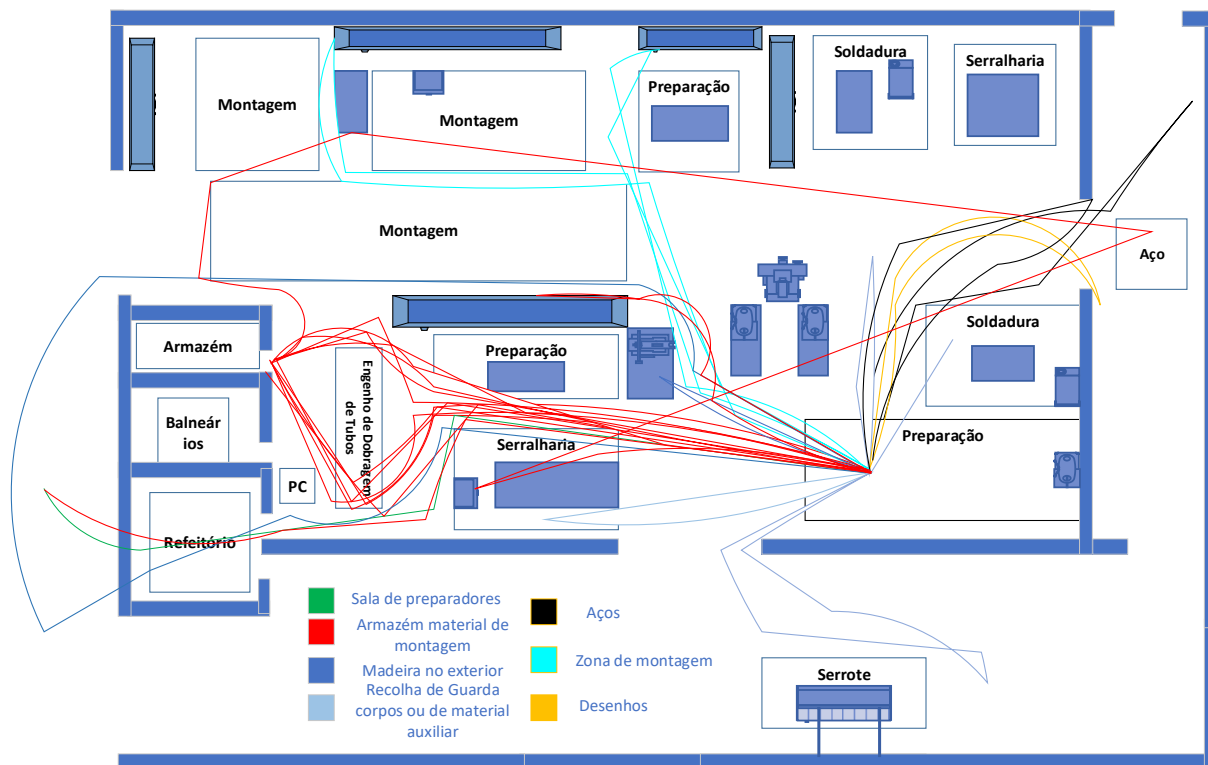 Soldadura
Serralharia
Montagem
Montagem
Preparação
Montagem
Aço
Armazém
Preparação
Soldadura
Engenho de Dobragem
de Tubos
Balneár
ios
Serralharia
Preparação
PC
Refeitório
Sala de preparadores
Armazém material de
montagem
Madeira no exterior
Recolha de Guarda
corpos ou de material
auxiliar
Aços
Zona de montagem
Desenhos
Serrote